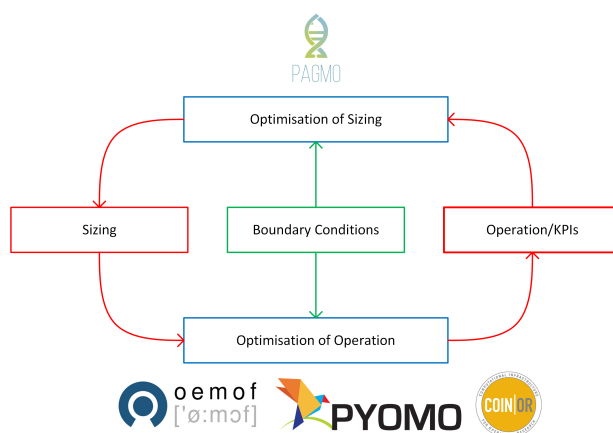 PAGMO
Optimisation of Sizing
Sizing
Boundary Conditions
Operation/KPIs
Optimisation of Operation
oemof
['ø:mɔf]
PYOMO
COIN|OR